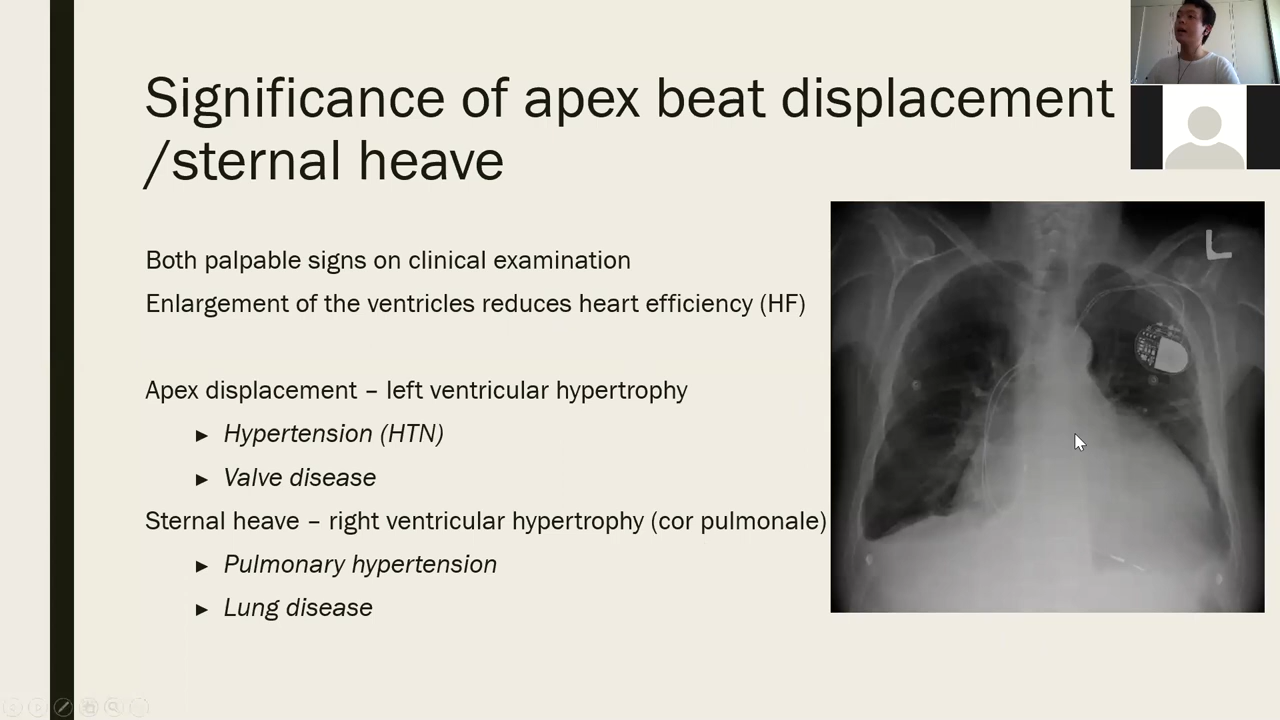 Significance of apex beat displacement
/sternal heave
Both palpable signs on clinical examination
Enlargement of the ventricles reduces heart efficiency (HF)
Apex displacement – left ventricular hypertrophy
► Hypertension (HTN)
► Valve disease
Sternal heave – right ventricular hypertrophy (cor pulmonale)
► Pulmonary hypertension
► Lung disease
L